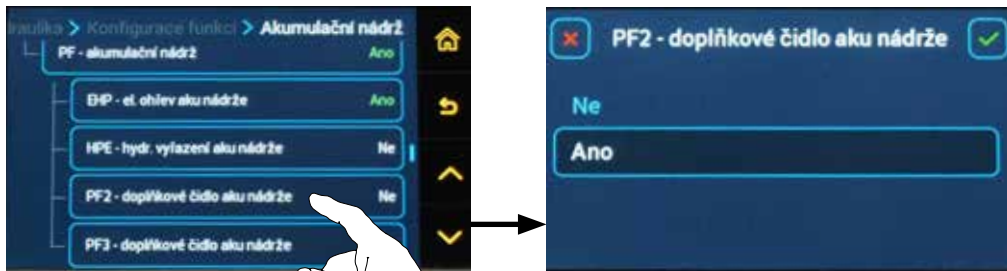 raulika > Konfigurace funkcí > Akumulační nádrž
PF - akumulační nádrž Ano
EHP - el. ohřev aku nádrže Ano
HPE - hydr. vyřazení aku nádrže Ne
PF2 - doplňkové čidlo aku nádrže Ne
PF3 - doplňkové čidlo aku nádrže
PF2 - doplňkové čidlo aku nádrže
Ne
Ano